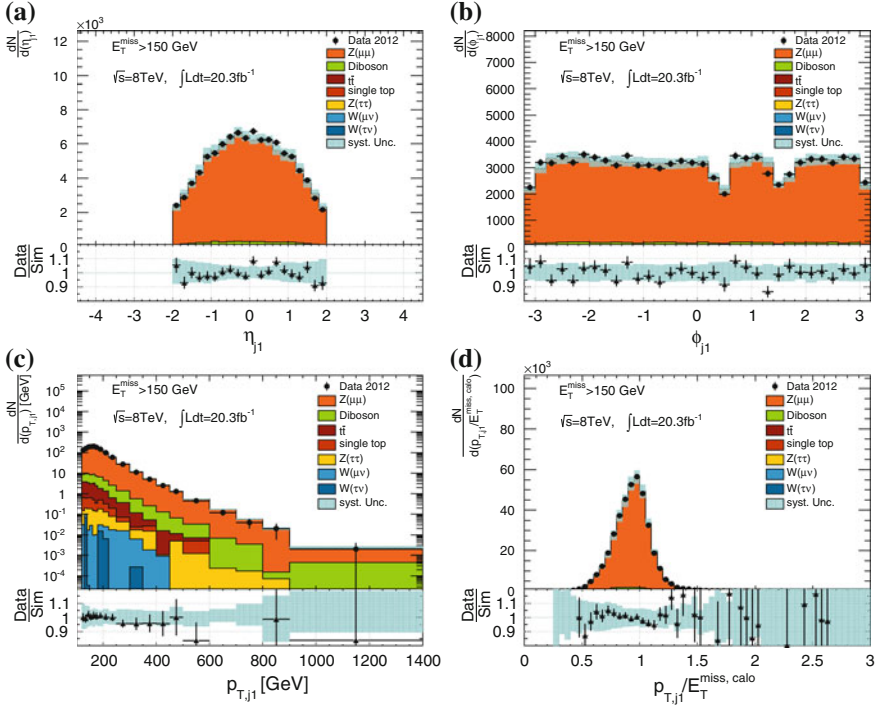 (a)
×10³
dN
d(η_j1)
E_T^miss>150 GeV
√s=8TeV, ∫Ldt=20.3fb⁻¹
Data 2012
Z(μμ)
Diboson
tt̄
single top
Z(ττ)
W(μν)
W(τν)
syst. Unc.
12
10
8
6
4
2
0
Data
Sim
1.1
1
0.9
-4 -2 0 2 4
η_j1
(b)
dN
d(ϕ_j1)
E_T^miss>150 GeV
√s=8TeV, ∫Ldt=20.3fb⁻¹
Data 2012
Z(μμ)
Diboson
tt̄
single top
Z(ττ)
W(μν)
W(τν)
syst. Unc.
8000
7000
6000
5000
4000
3000
2000
1000
0
Data
Sim
1.1
1
0.9
-3 -2 -1 0 1 2 3
ϕ_j1
(c)
dN
d(p_T,j1) [GeV]
E_T^miss>150 GeV
√s=8TeV, ∫Ldt=20.3fb⁻¹
Data 2012
Z(μμ)
Diboson
tt̄
single top
Z(ττ)
W(μν)
W(τν)
syst. Unc.
10⁵
10⁴
10³
10²
10
1
10⁻¹
10⁻²
10⁻³
10⁻⁴
Data
Sim
1.1
1
0.9
200 400 600 800 1000 1200 1400
p_T,j1 [GeV]
(d)
×10³
dN
d(p_T,j1/E_T^miss, calo)
E_T^miss>150 GeV
√s=8TeV, ∫Ldt=20.3fb⁻¹
Data 2012
Z(μμ)
Diboson
tt̄
single top
Z(ττ)
W(μν)
W(τν)
syst. Unc.
100
80
60
40
20
0
Data
Sim
1.1
1
0.9
0 0.5 1 1.5 2 2.5 3
p_T,j1/E_T^miss, calo